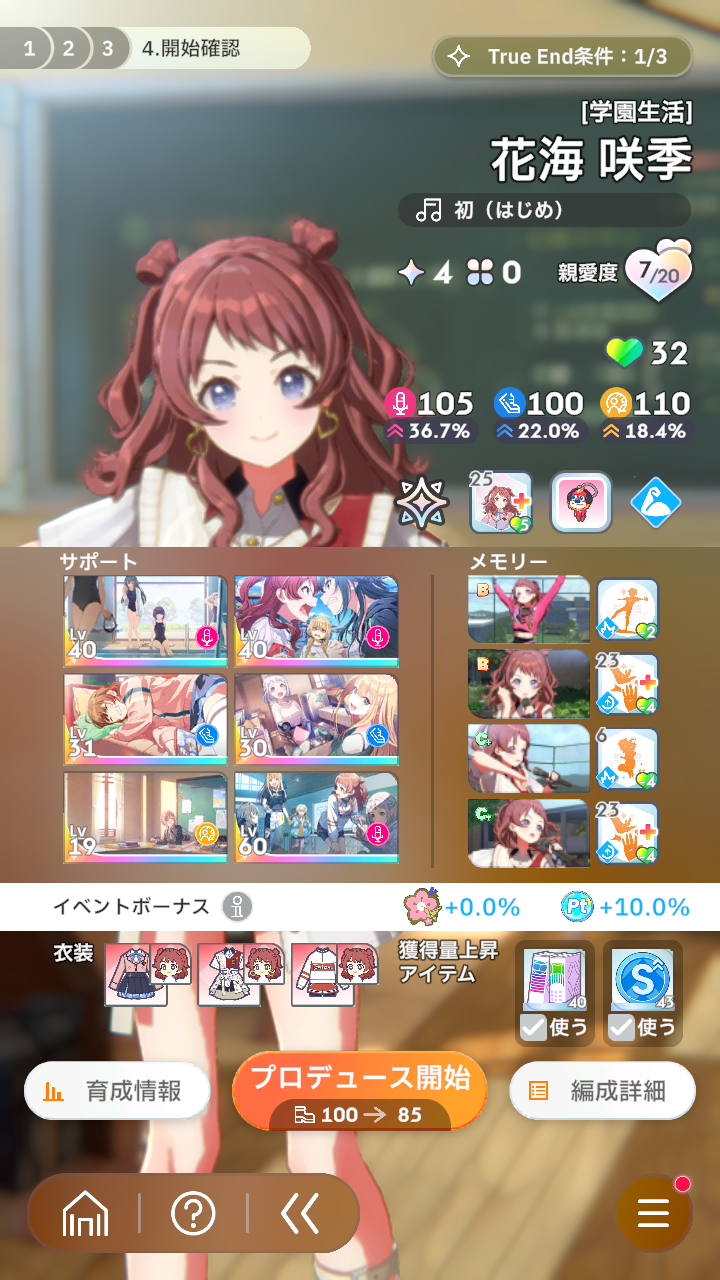 1 2 3 4.開始確認
True End条件：1/3
[学園生活]
花海 咲季
初（はじめ）
4 0 親愛度 7/20
32
105 100 110
36.7% 22.0% 18.4%
25 5
サポート
メモリー
Lv 40
Lv 40
Lv 31
Lv 30
Lv 19
Lv 60
B 2
B 23 4
C+ 6 4
C+ 23 4
イベントボーナス +0.0% Pt +10.0%
衣装
獲得量上昇
アイテム
40 S 43
使う 使う
育成情報
プロデュース開始
100 → 85
編成詳細